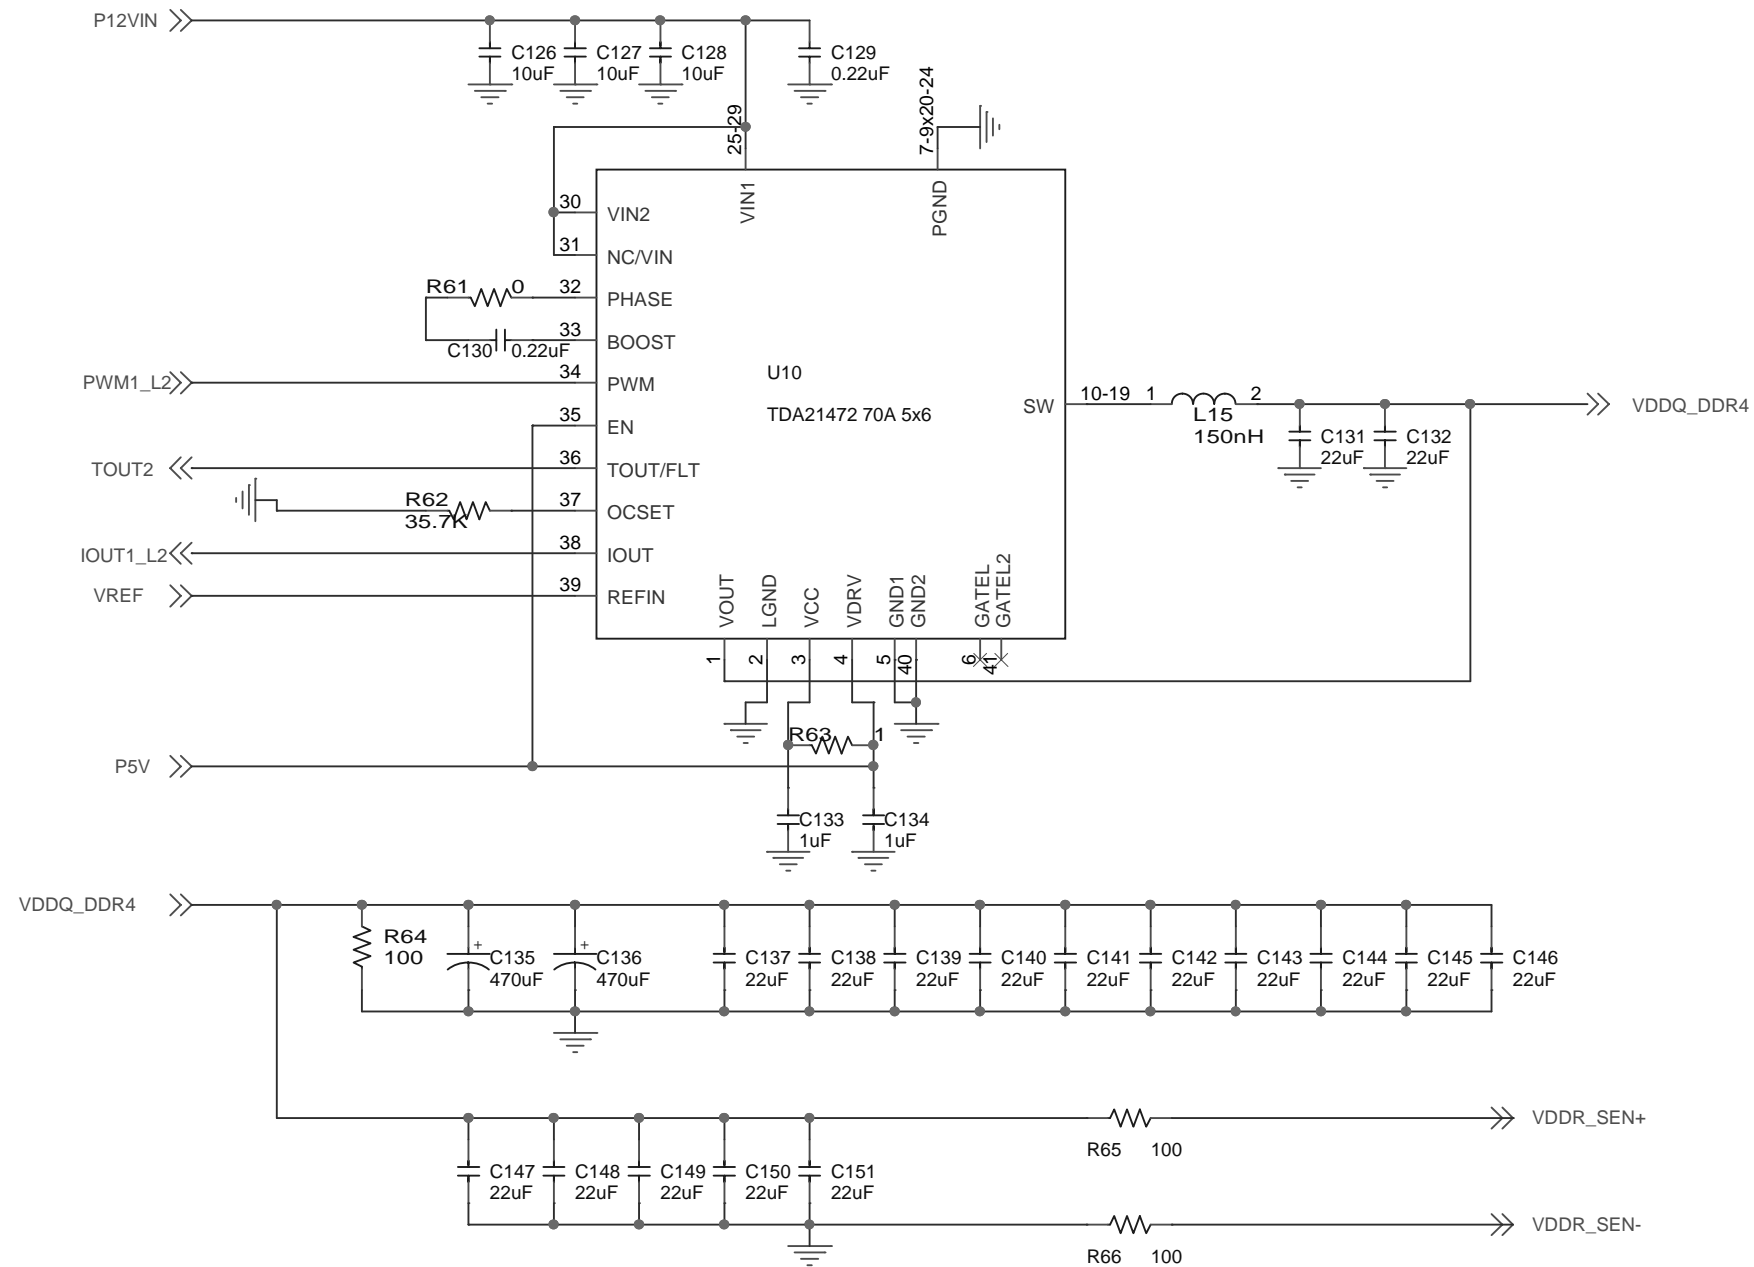 P12VIN
C126
10uF
C127
10uF
C128
10uF
C129
0.22uF
25-29
7-9x20-24
VIN1
PGND
30
VIN2
31
NC/VIN
R61
0
32
PHASE
C130
0.22uF
33
BOOST
U10
TDA21472 70A 5x6
PWM1_L2
34
PWM
35
EN
SW
10-19
1
2
L15
150nH
C131
22uF
C132
22uF
VDDQ_DDR4
TOUT2
36
TOUT/FLT
R62
35.7K
37
OCSET
IOUT1_L2
38
IOUT
VREF
39
REFIN
VOUT
LGND
VCC
VDRV
GND1
GND2
GATEL
GATEL2
1
2
3
4
5
40
6
41
R63
1
P5V
C133
1uF
C134
1uF
VDDQ_DDR4
R64
100
C135
470uF
+
C136
470uF
+
C137
22uF
C138
22uF
C139
22uF
C140
22uF
C141
22uF
C142
22uF
C143
22uF
C144
22uF
C145
22uF
C146
22uF
R65
100
VDDR_SEN+
C147
22uF
C148
22uF
C149
22uF
C150
22uF
C151
22uF
R66
100
VDDR_SEN-